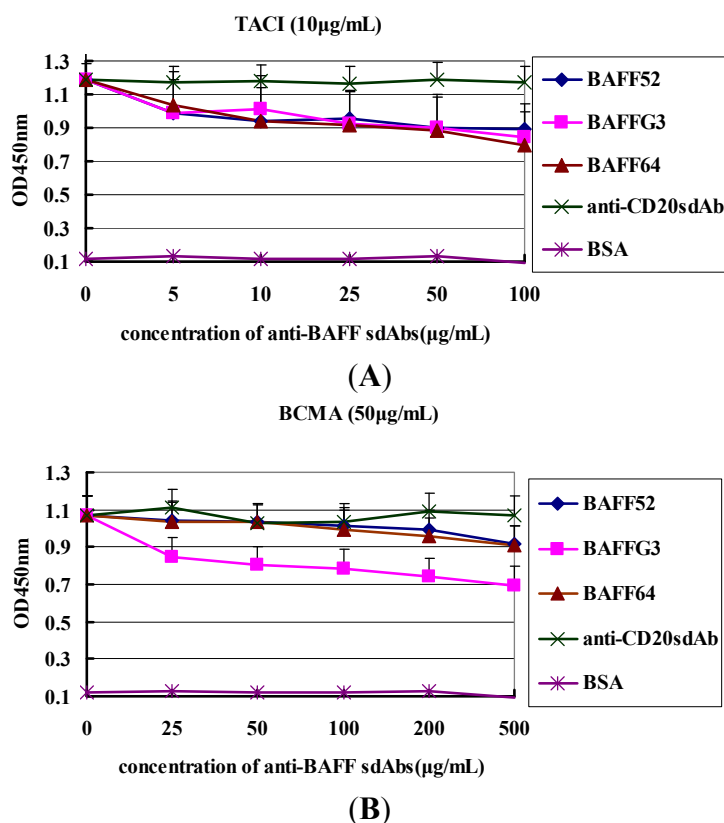 TACI (10μg/mL)
1.3
1.1
0.9
0.7
0.5
0.3
0.1
OD450nm
0 5 10 25 50 100
concentration of anti-BAFF sdAbs(μg/mL)
BAFF52
BAFFG3
BAFF64
anti-CD20sdAb
BSA
(A)
BCMA (50μg/mL)
1.3
1.1
0.9
0.7
0.5
0.3
0.1
OD450nm
0 25 50 100 200 500
concentration of anti-BAFF sdAbs(μg/mL)
BAFF52
BAFFG3
BAFF64
anti-CD20sdAb
BSA
(B)